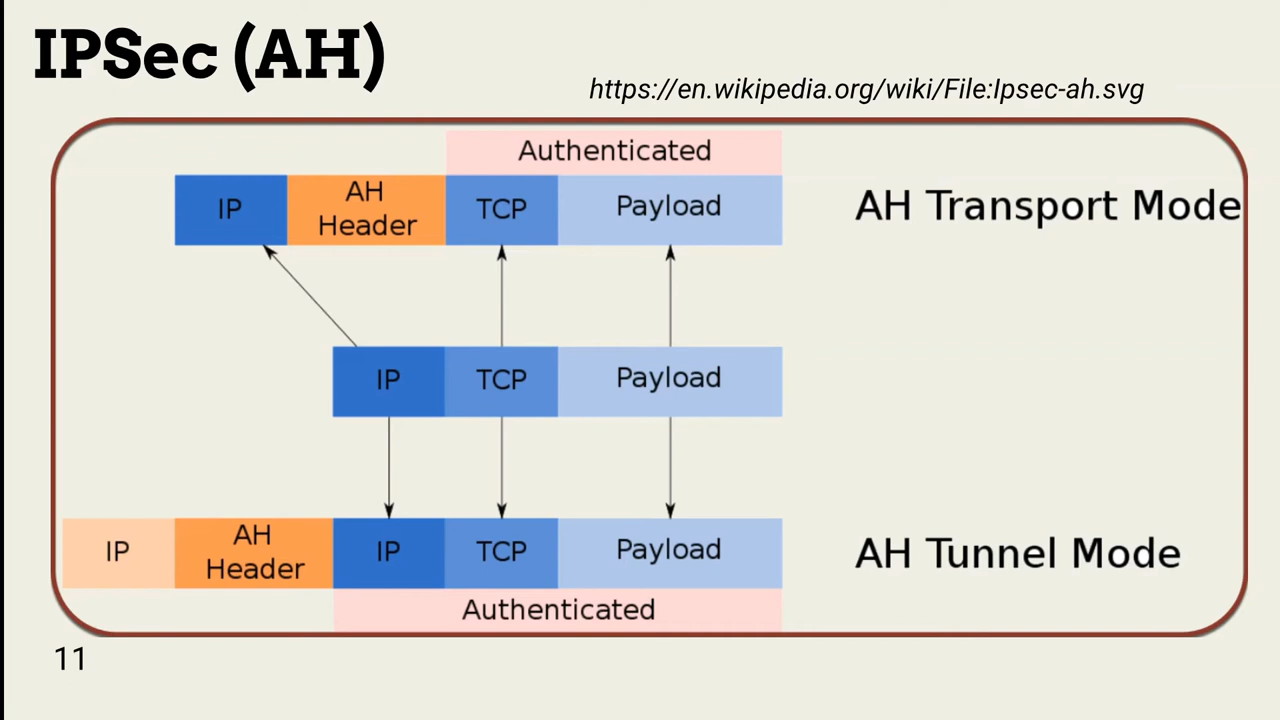 IPSec (AH)
https://en.wikipedia.org/wiki/File:Ipsec-ah.svg
Authenticated
IP
AH
Header
TCP
Payload
AH Transport Mode
IP
TCP
Payload
IP
AH
Header
IP
TCP
Payload
AH Tunnel Mode
Authenticated
11